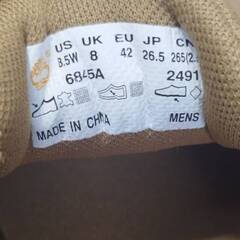 US UK EU JP CN
8.5W 8 42 26.5 265(2.
6845A 2491
MADE IN CHINA MENS